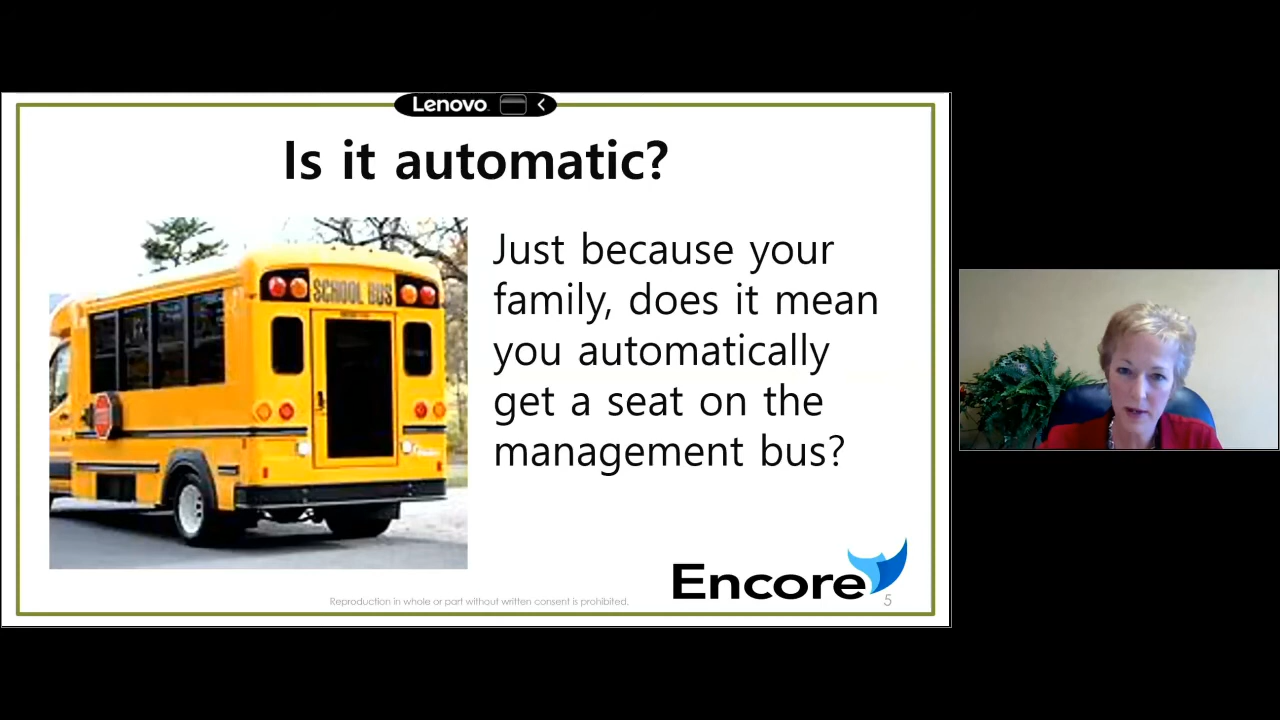 Lenovo
Is it automatic?
SCHOOL BUS
Just because your
family, does it mean
you automatically
get a seat on the
management bus?
Encore
Reproduction in whole or part without written consent is prohibited.
5